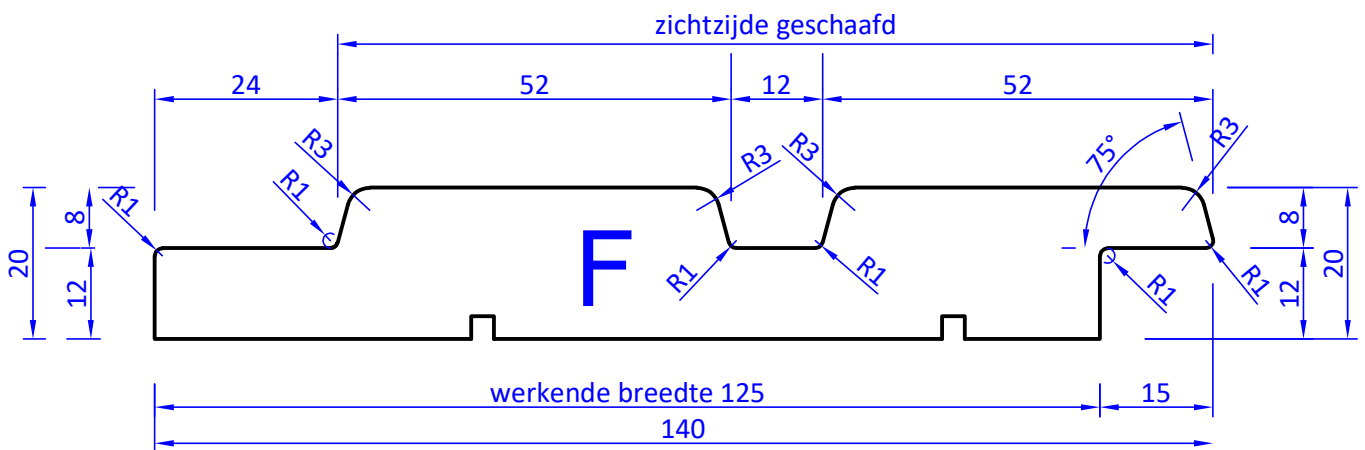 zichtzijde geschaafd
24
52
12
52
R3
R1
R1
R3
R3
75°
R3
8
20
12
F
R1
R1
R1
R1
8
12
20
werkende breedte 125
15
140